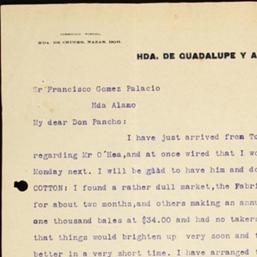 HDA. DE GUADALUPE Y A
HDA. DE CRUCES, NAZAS, DGO.
Sr Francisco Gomez Palacio
Hda Alamo
My dear Don Pancho:
I have just arrived from To
regarding Mr O'Hea,and at once wired that I wo
Monday next. I will be glad to have him and do
COTTON: I found a rather dull market,the Fabri
for about two months,and others making an annu
one thousand bales at $34.00 and had no takers
that things would brighten up very soon and t
better in a very short time. I have arranged t